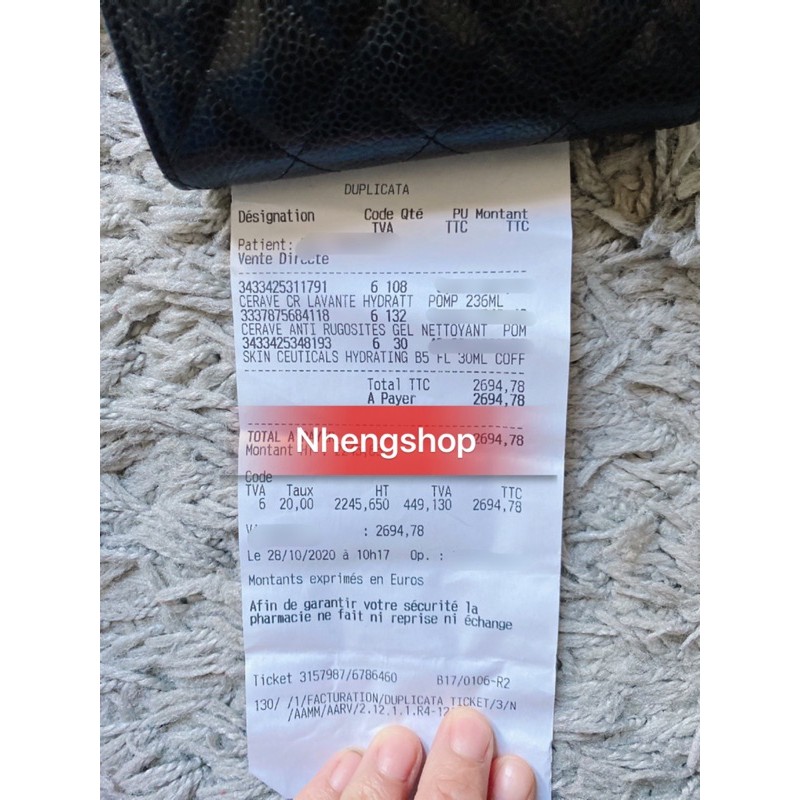 DUPLICATA
Désignation Code Qté PU Montant
TVA TTC TTC
Patient:
Vente Directe
3433425311791 6 108
CERAVE CR LAVANTE HYDRATT POMP 236ML
3337875684118 6 132
CERAVE ANTI RUGOSITES GEL NETTOYANT POM
3433425348193 6 30
SKIN CEUTICALS HYDRATING B5 FL 30ML COFF
Total TTC 2694,78
A Payer 2694,78
TOTAL A 2694,78
Nhengshop
Montant
Code
TVA Taux HT TVA TTC
6 20,00 2245,650 449,130 2694,78
: 2694,78
Le 28/10/2020 à 10h17 Op. :
Montants exprimés en Euros
Afin de garantir votre sécurité la
pharmacie ne fait ni reprise ni échange
Ticket 3157987/6786460 B17/0106-R2
130/ /1/FACTURATION/DUPLICATA TICKET/3/N
/AAMM/AARV/2.12.1.1.R4-12